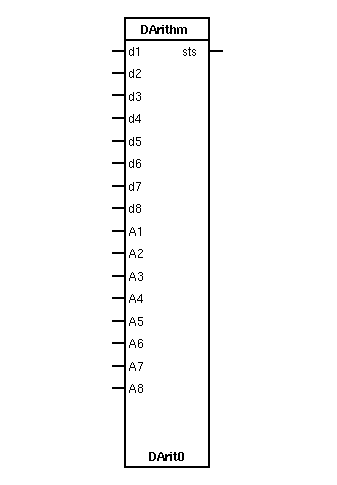 DArithm
d1 sts
d2
d3
d4
d5
d6
d7
d8
A1
A2
A3
A4
A5
A6
A7
A8
DArit0